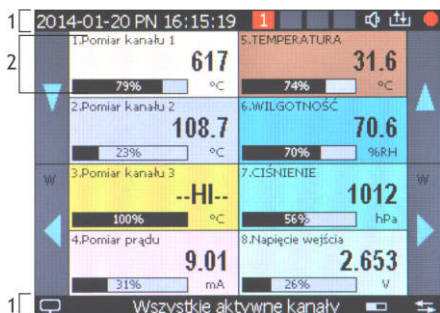 1
2014-01-20 PN 16:15:19 1
2
1.Pomiar kanału 1
617
79% °C
5.TEMPERATURA
31.6
74% °C
2.Pomiar kanału 2
108.7
23% °C
6.WILGOTNOŚĆ
70.6
70% %RH
W
3.Pomiar kanału 3
--HI--
100% °C
7.CIŚNIENIE
1012
56% hPa
W
4.Pomiar prądu
9.01
31% mA
8.Napięcie wejścia
2.653
26% V
1
Wszystkie aktywne kanały